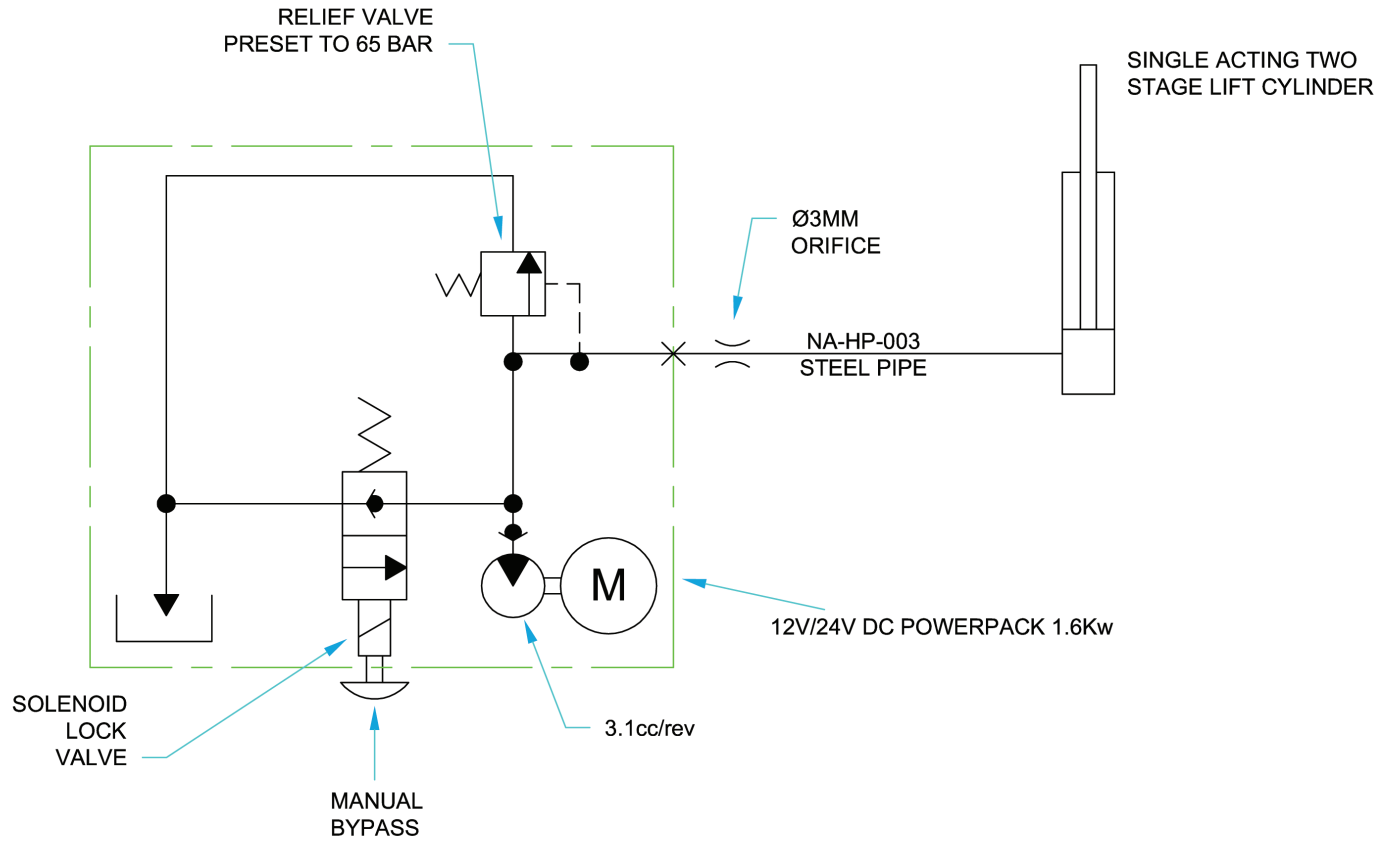 RELIEF VALVE
PRESET TO 65 BAR
SINGLE ACTING TWO
STAGE LIFT CYLINDER
Ø3MM
ORIFICE
NA-HP-003
STEEL PIPE
M
12V/24V DC POWERPACK 1.6Kw
SOLENOID
LOCK
VALVE
3.1cc/rev
MANUAL
BYPASS